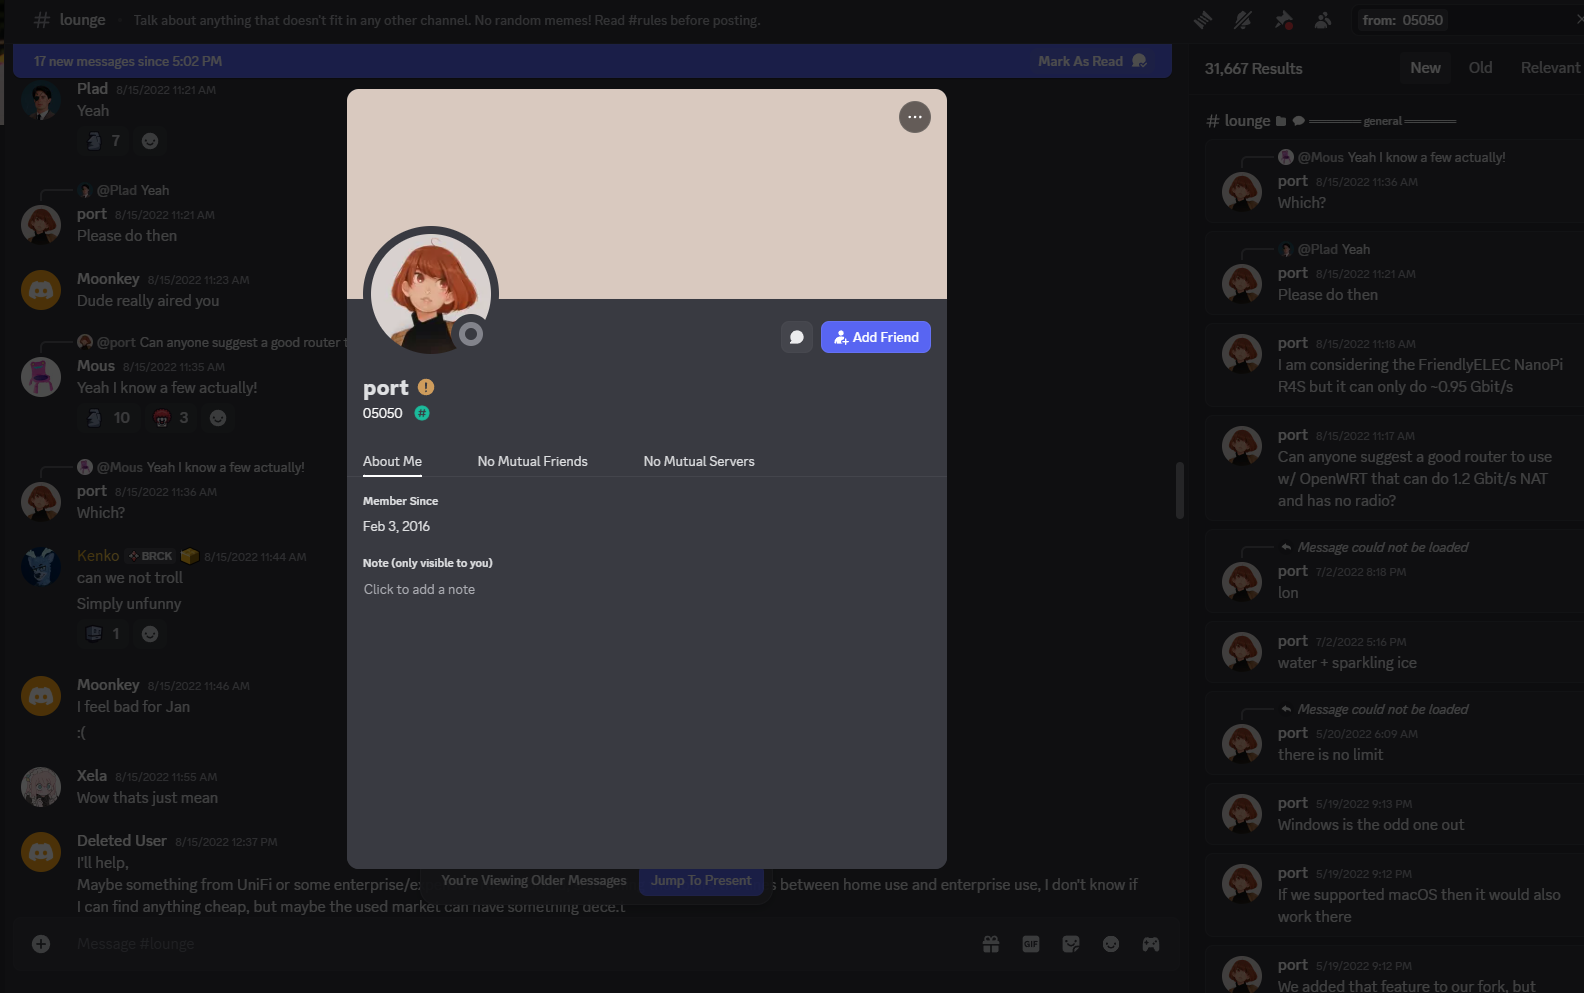 lounge
Talk about anything that doesn't fit in any other channel. No random memes! Read #rules before posting.
from: 05050
17 new messages since 5:02 PM
Mark As Read
Plad 8/15/2022 11:21 AM
Yeah
7
@Plad Yeah
port 8/15/2022 11:21 AM
Please do then
Moonkey 8/15/2022 11:23 AM
Dude really aired you
@port Can anyone suggest a good router
Mous 8/15/2022 11:35 AM
Yeah I know a few actually!
10
3
@Mous Yeah I know a few actually!
port 8/15/2022 11:36 AM
Which?
Kenko BRCK 8/15/2022 11:44 AM
can we not troll
Simply unfunny
1
Moonkey 8/15/2022 11:46 AM
I feel bad for Jan
:(
Xela 8/15/2022 11:55 AM
Wow thats just mean
Deleted User 8/15/2022 12:37 PM
I'll help,
Maybe something from UniFi or some
between home use and enterprise use, I don't know if
I can find anything cheap, but maybe the used market can have something
You're Viewing Older Messages
Jump To Present
Message #lounge
GIF
Add Friend
port
05050 #
About Me
No Mutual Friends
No Mutual Servers
Member Since
Feb 3, 2016
Note (only visible to you)
Click to add a note
31,667 Results
New
Old
Relevant
lounge general
@Mous Yeah I know a few actually!
port 8/15/2022 11:36 AM
Which?
@Plad Yeah
port 8/15/2022 11:21 AM
Please do then
port 8/15/2022 11:18 AM
I am considering the FriendlyELEC NanoPi
R4S but it can only do ~0.95 Gbit/s
port 8/15/2022 11:17 AM
Can anyone suggest a good router to use
w/ OpenWRT that can do 1.2 Gbit/s NAT
and has no radio?
Message could not be loaded
port 7/2/2022 8:18 PM
lon
port 7/2/2022 5:16 PM
water + sparkling ice
Message could not be loaded
port 5/20/2022 6:09 AM
there is no limit
port 5/19/2022 9:13 PM
Windows is the odd one out
port 5/19/2022 9:12 PM
If we supported macOS then it would also
work there
port 5/19/2022 9:12 PM
We added that feature to our fork, but